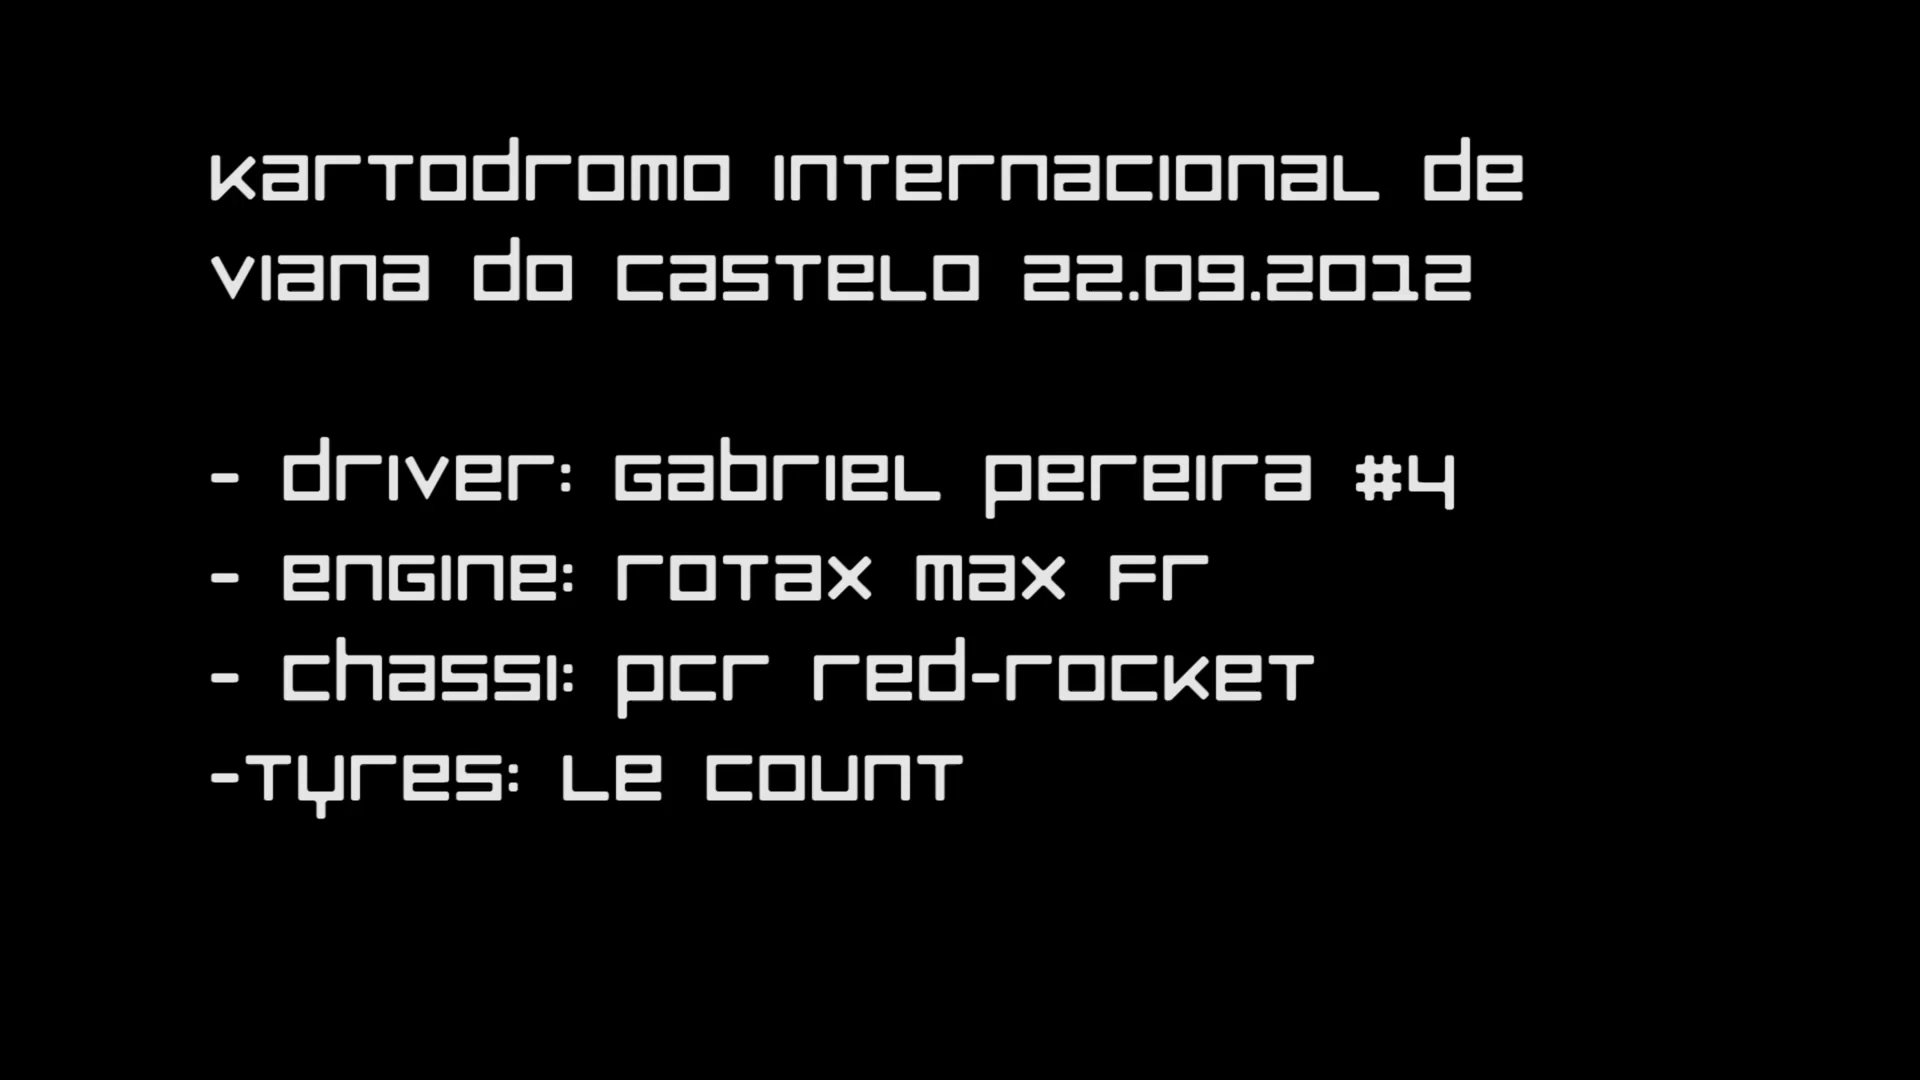 Kartodromo Internacional de
Viana do Castelo 22.09.2012
- Driver: Gabriel Pereira #4
- Engine: Rotax Max FR
- Chassi: PCR Red-Rocket
-Tyres: Le Count